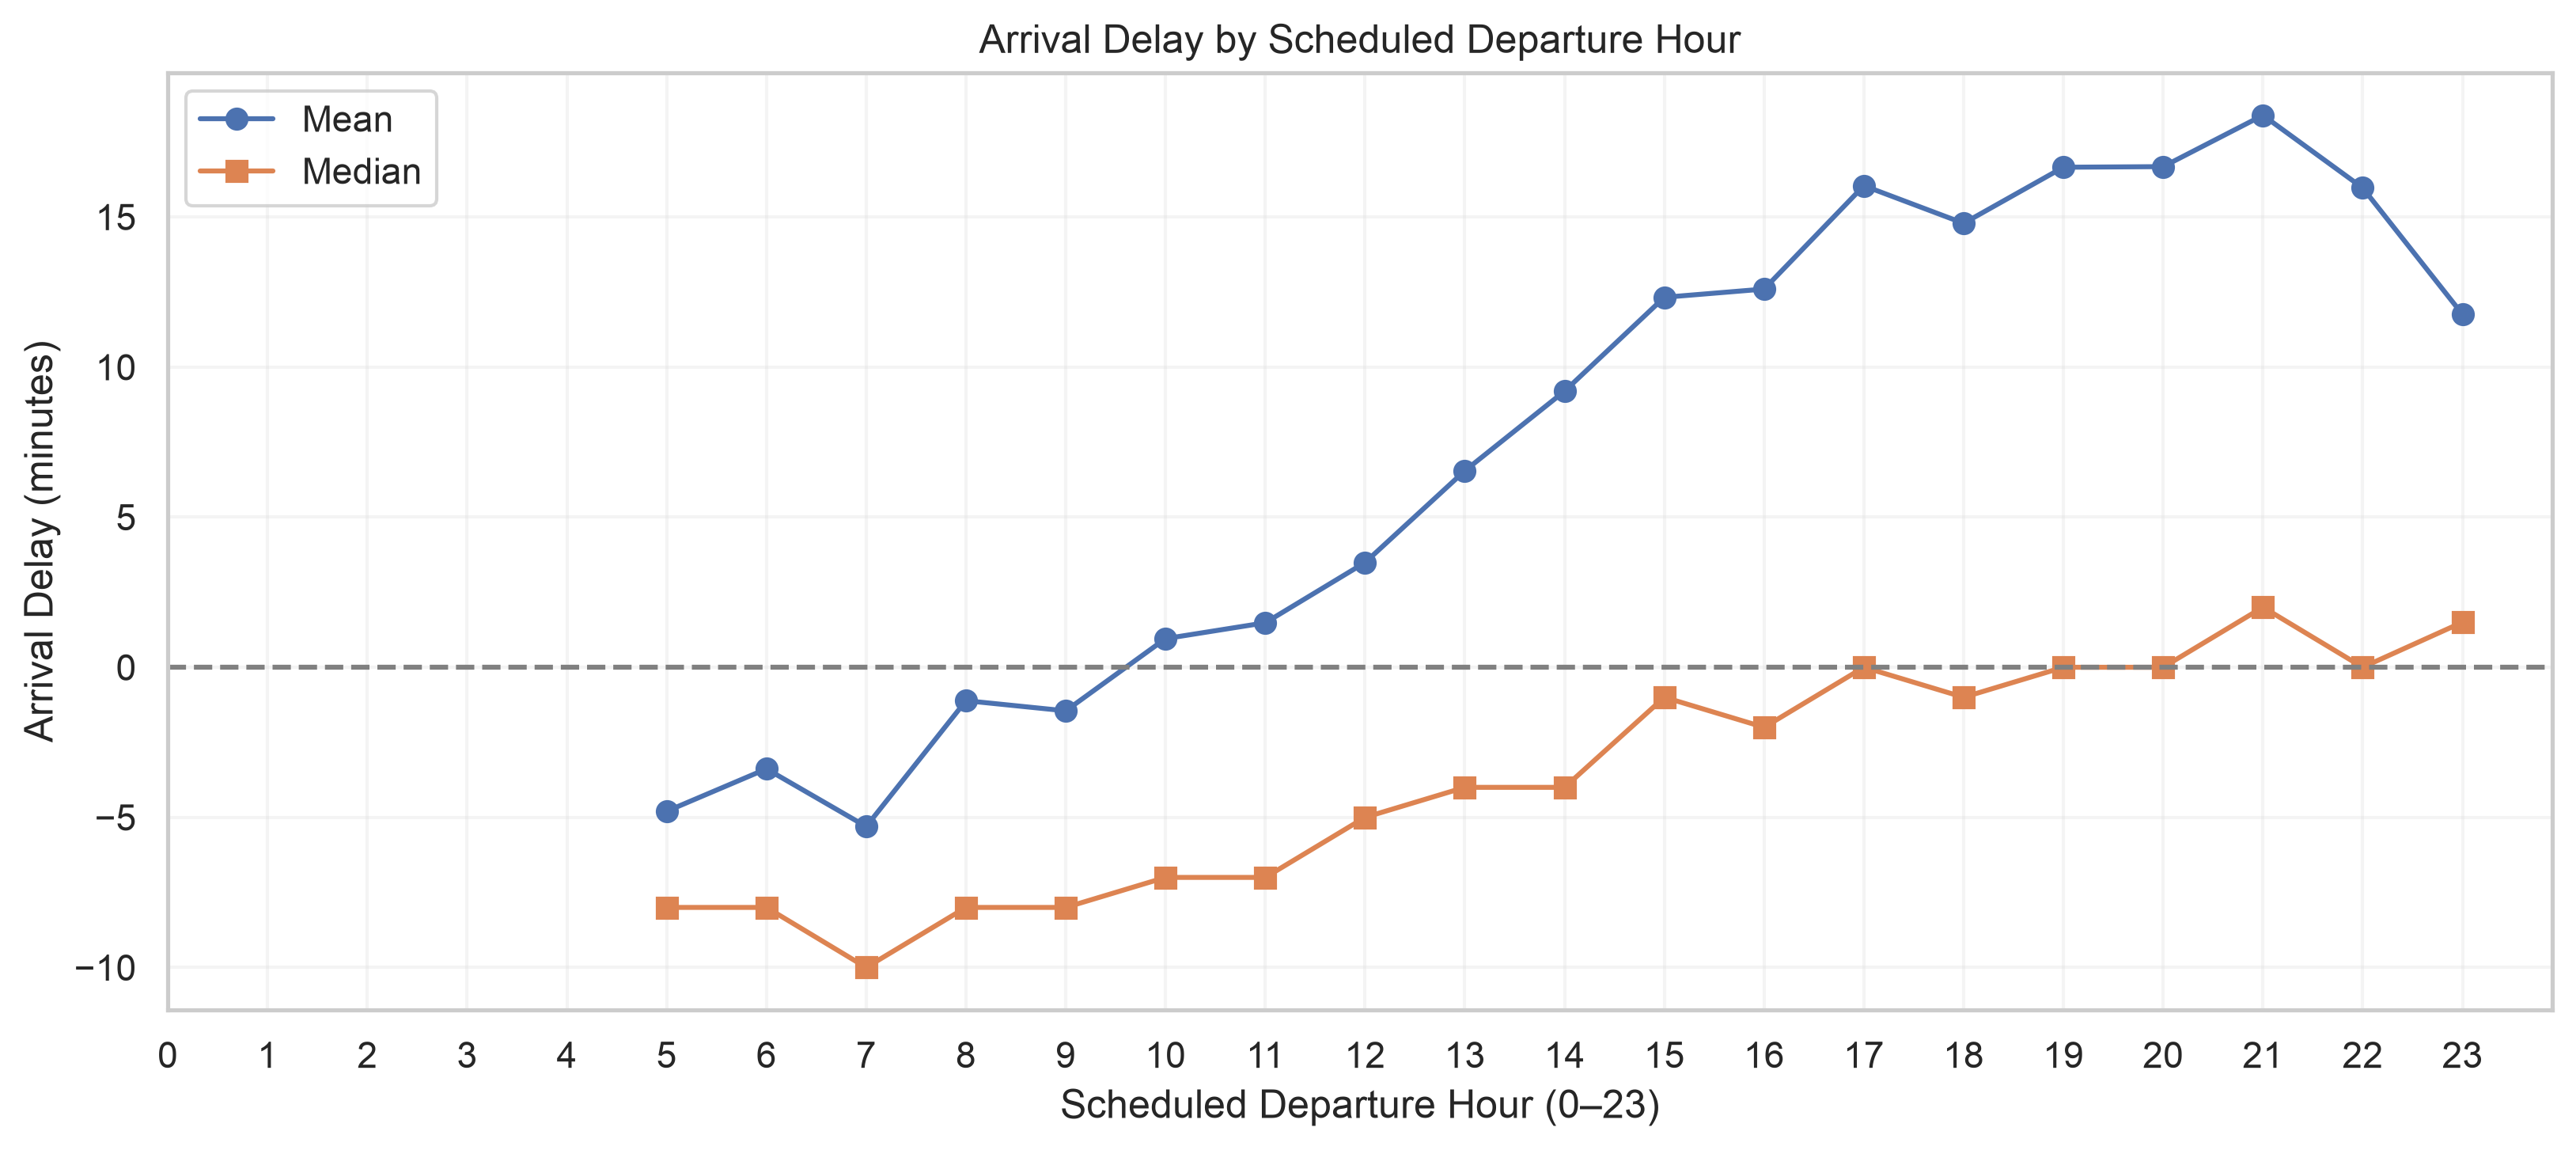 Arrival Delay by Scheduled Departure Hour
Mean
Median
Arrival Delay (minutes)
15
10
5
0
−5
−10
0 1 2 3 4 5 6 7 8 9 10 11 12 13 14 15 16 17 18 19 20 21 22 23
Scheduled Departure Hour (0–23)